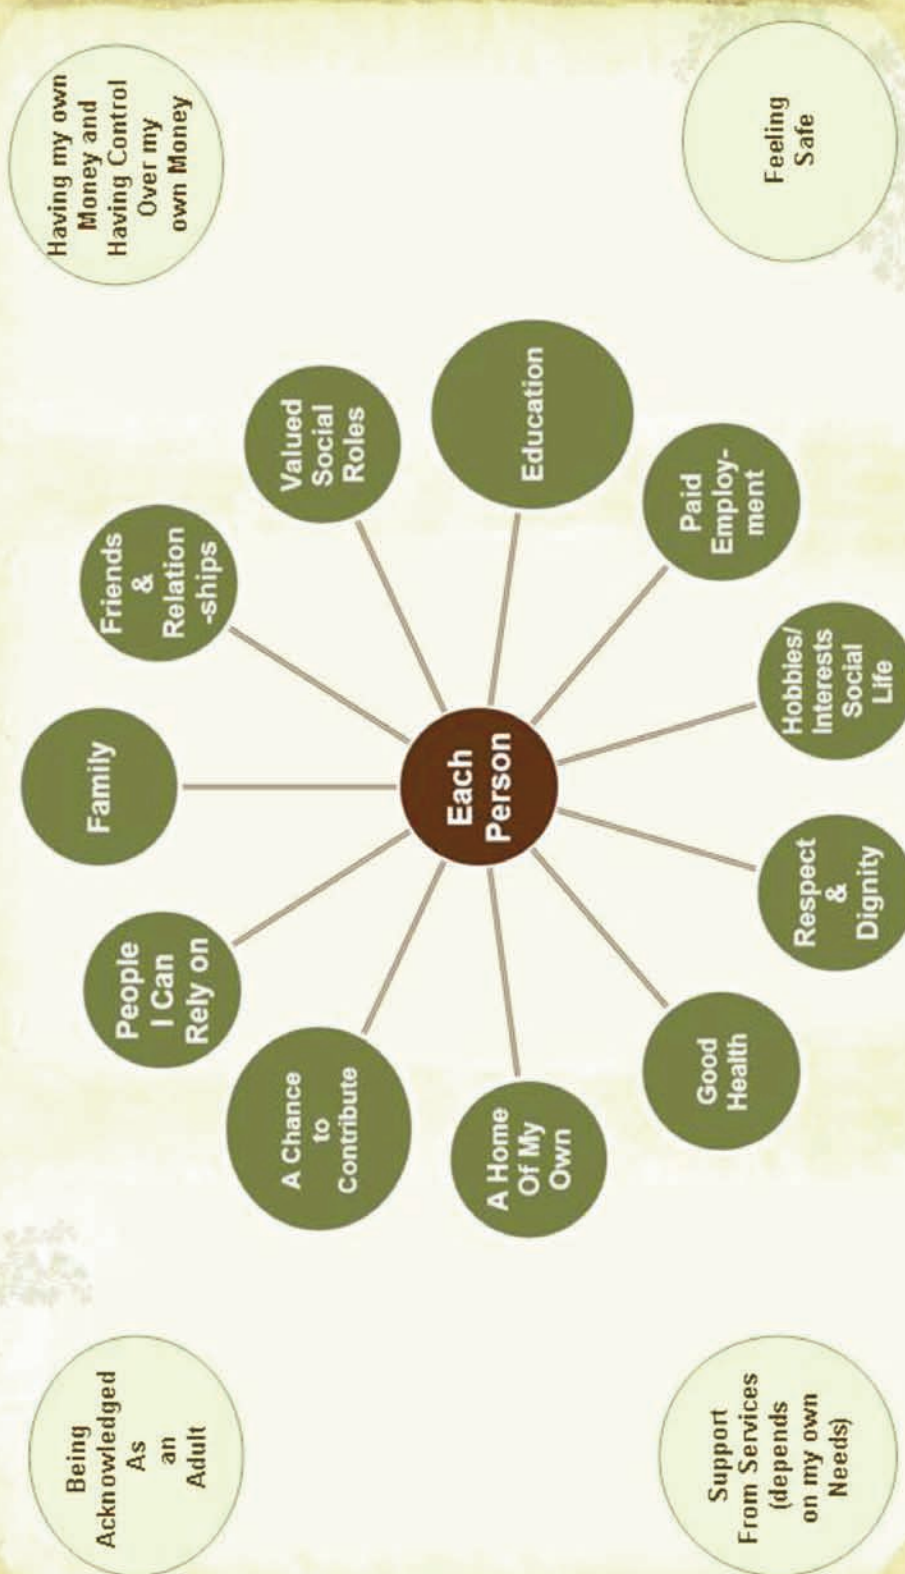 Being
Acknowledged
As
an
Adult
Having my own
Money and
Having Control
Over my
own Money
Family
Friends
&
Relation
-ships
Valued
Social
Roles
Education
Paid
Employ-
ment
Hobbies/
Interests
Social
Life
Respect
&
Dignity
Good
Health
A Home
Of My
Own
A Chance
to
Contribute
People
I Can
Rely on
Each
Person
Support
From Services
(depends
on my own
Needs)
Feeling
Safe